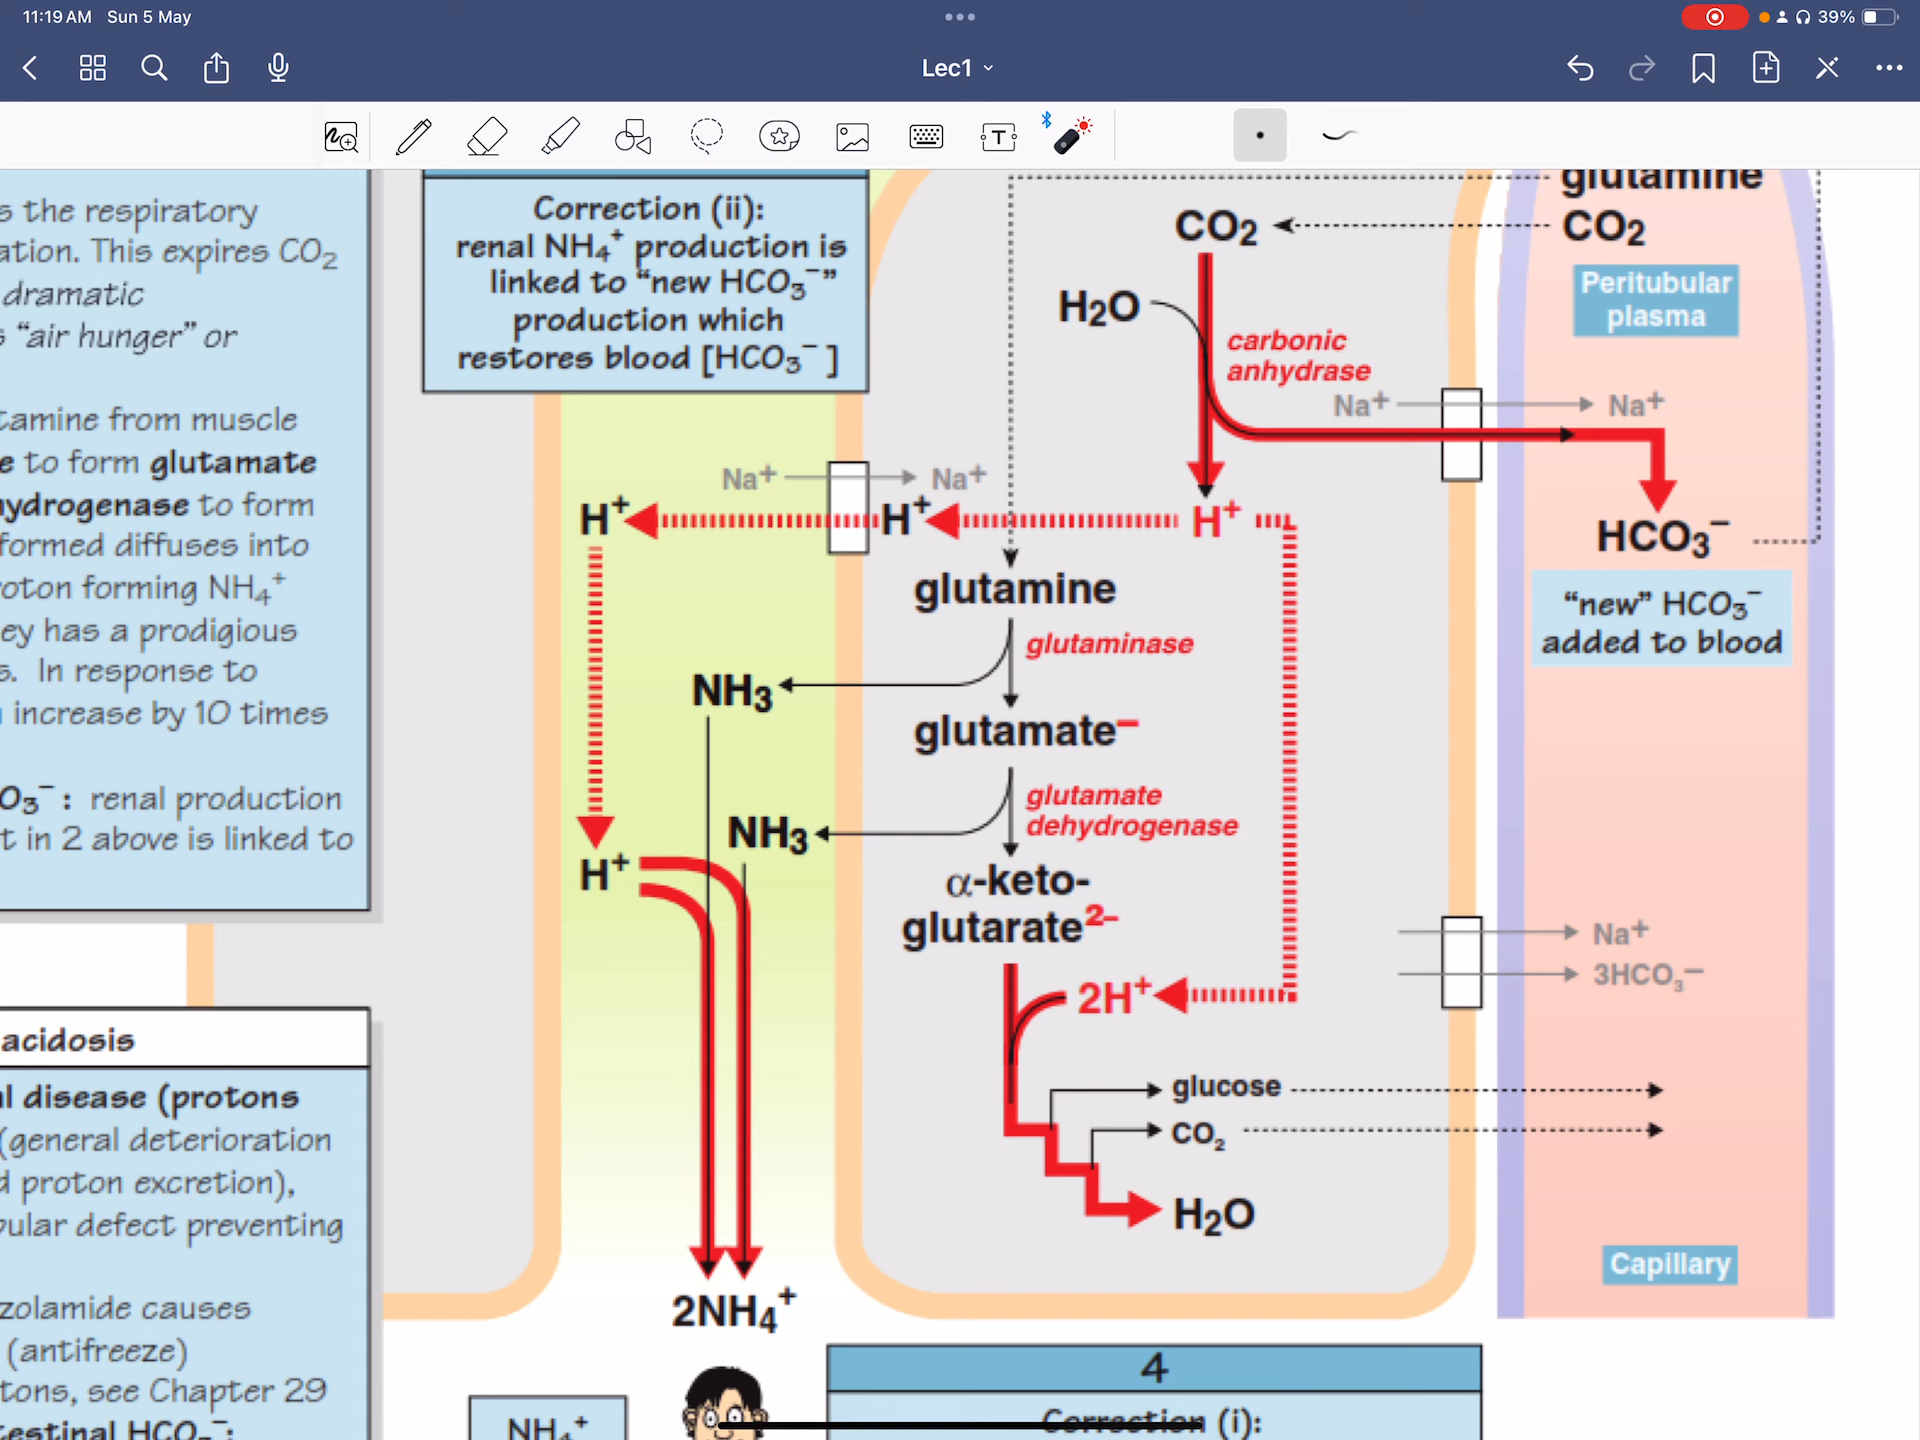 11:19 AM Sun 5 May
39%
Lec1
s the respiratory
ation. This expires CO₂
dramatic
s “air hunger” or
tamine from muscle
e to form glutamate
hydrogenase to form
formed diffuses into
roton forming NH₄⁺
ey has a prodigious
s. In response to
increase by 10 times
O₃⁻: renal production
t in 2 above is linked to
acidosis
l disease (protons
(general deterioration
d proton excretion),
bular defect preventing
zolamide causes
(antifreeze)
tons, see Chapter 29
testinal HCO₃⁻:
Correction (ii):
renal NH₄⁺ production is
linked to “new HCO₃⁻”
production which
restores blood [HCO₃⁻]
glutamine
CO₂
CO₂
Peritubular
plasma
H₂O
carbonic
anhydrase
Na⁺
Na⁺
Na⁺
Na⁺
H⁺
H⁺
H⁺
HCO₃⁻
glutamine
“new” HCO₃⁻
added to blood
glutaminase
NH₃
glutamate⁻
glutamate
dehydrogenase
NH₃
H⁺
α-keto-
glutarate²⁻
Na⁺
3HCO₃⁻
2H⁺
glucose
CO₂
H₂O
Capillary
2NH₄⁺
4
Correction (i):
NH₄⁺